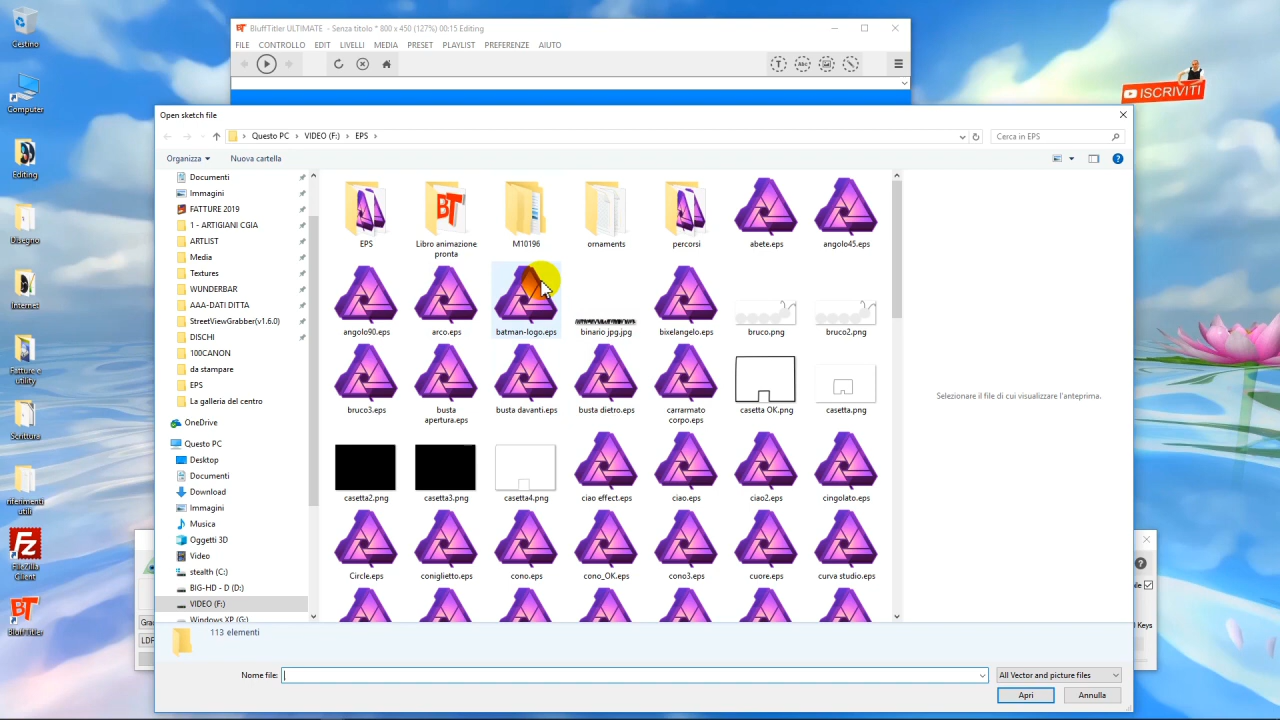 Cestino
Computer
Editing
Disegno
Internet
Fatture e
utility
Scrittura
riferimenti
utili
FileZilla
Client
BluffTitler
BluffTitler ULTIMATE - Senza titolo * 800 x 450 (127%) 00:15 Editing
FILE CONTROLLO EDIT LIVELLI MEDIA PRESET PLAYLIST PREFERENZE AIUTO
ISCRIVITI
Open sketch file
Questo PC > VIDEO (F:) > EPS >
Cerca in EPS
Organizza Nuova cartella
Documenti
Immagini
FATTURE 2019
1 - ARTIGIANI CGIA
ARTLIST
Media
Textures
WUNDERBAR
AAA-DATI DITTA
StreetViewGrabber(v1.6.0)
DISCHI
100CANON
da stampare
EPS
La galleria del centro
OneDrive
Questo PC
Desktop
Documenti
Download
Immagini
Musica
Oggetti 3D
Video
stealth (C:)
BIG-HD - D (D:)
VIDEO (F:)
Windows XP (G:)
EPS Libro animazione M10196 ornaments percorsi abete.eps angolo45.eps
pronta
angolo90.eps arco.eps batman-logo.eps binario jpg.jpg bixelangelo.eps bruco.png bruco2.png
bruco3.eps busta busta davanti.eps busta dietro.eps carrarmato casetta OK.png casetta.png
apertura.eps corpo.eps
casetta2.png casetta3.png casetta4.png ciao effect.eps ciao.eps ciao2.eps cingolato.eps
Circle.eps coniglietto.eps cono.eps cono_OK.eps cono3.eps cuore.eps curva studio.eps
Selezionare il file di cui visualizzare l'anteprima.
113 elementi
Nome file: All Vector and picture files
Apri Annulla
Keys